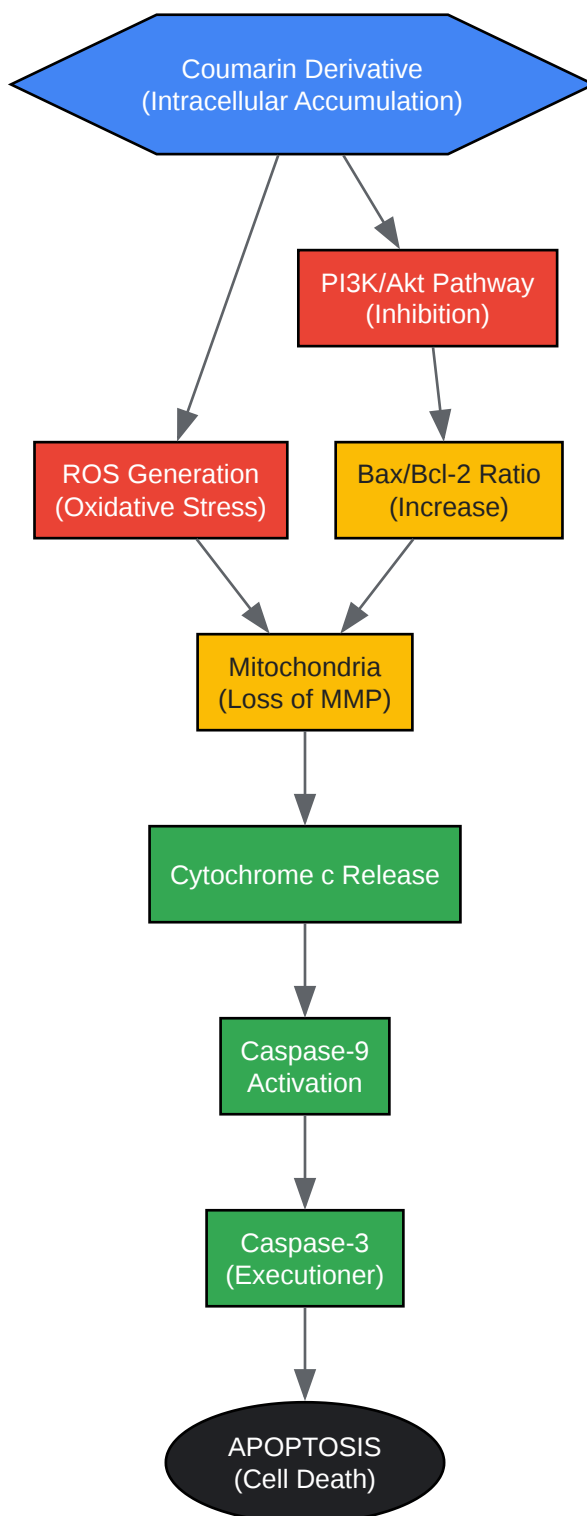 Coumarin Derivative
(Intracellular Accumulation)
PI3K/Akt Pathway
(Inhibition)
ROS Generation
(Oxidative Stress)
Bax/Bcl-2 Ratio
(Increase)
Mitochondria
(Loss of MMP)
Cytochrome c Release
Caspase-9
Activation
Caspase-3
(Executioner)
APOPTOSIS
(Cell Death)